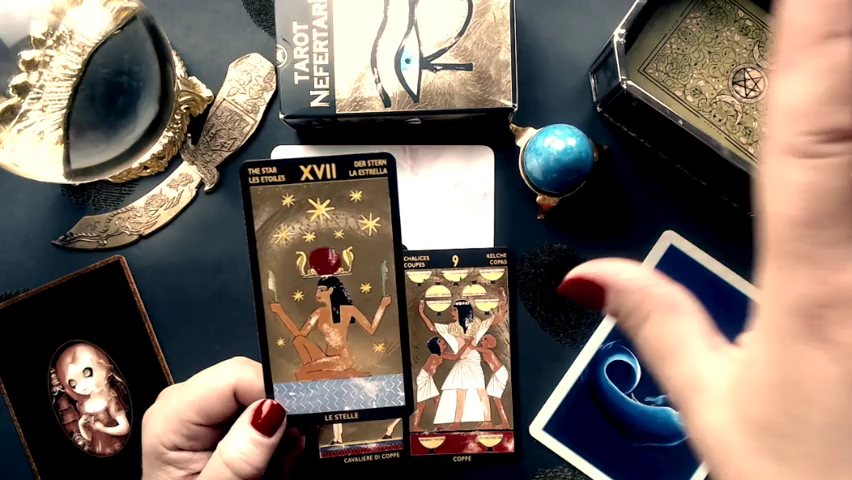 TAROT
NEFERTARI
THE STAR
LES ETOILES
XVII
DER STERN
LA ESTRELLA
LE STELLE
CHALICES
COUPES
9
KELCHE
COPAS
COPPE
CAVALIERE DI COPPE